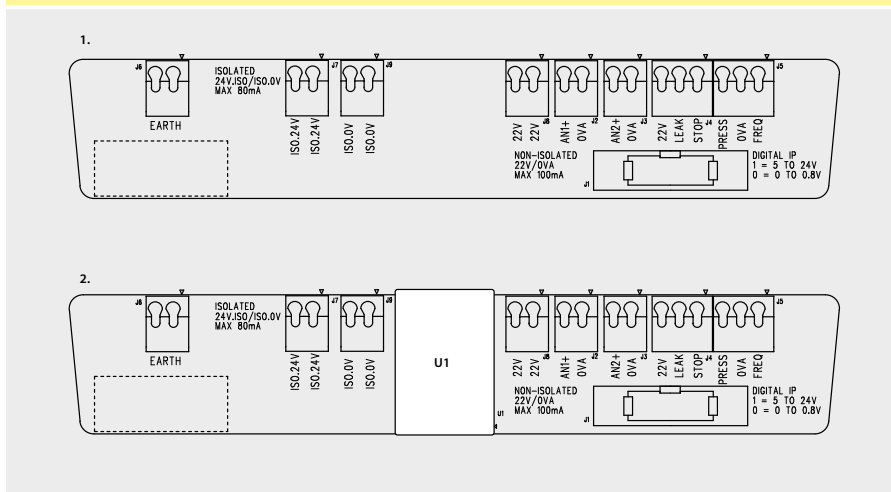 1.
J6
EARTH
ISOLATED
24V.ISO/ISO.0V
MAX 80mA
J7
ISO.24V
ISO.24V
J9
ISO.0V
ISO.0V
J8
22V
22V
J2
AN1+
0VA
J3
AN2+
0VA
J4
22V
LEAK
STOP
J5
PRESS
0VA
FREQ
NON-ISOLATED
22V/0VA
MAX 100mA
J1
DIGITAL IP
1 = 5 TO 24V
0 = 0 TO 0.8V
2.
J6
EARTH
ISOLATED
24V.ISO/ISO.0V
MAX 80mA
J7
ISO.24V
ISO.24V
J9
ISO.0V
ISO.0V
U1
U1
J8
22V
22V
J2
AN1+
0VA
J3
AN2+
0VA
J4
22V
LEAK
STOP
J5
PRESS
0VA
FREQ
NON-ISOLATED
22V/0VA
MAX 100mA
J1
DIGITAL IP
1 = 5 TO 24V
0 = 0 TO 0.8V